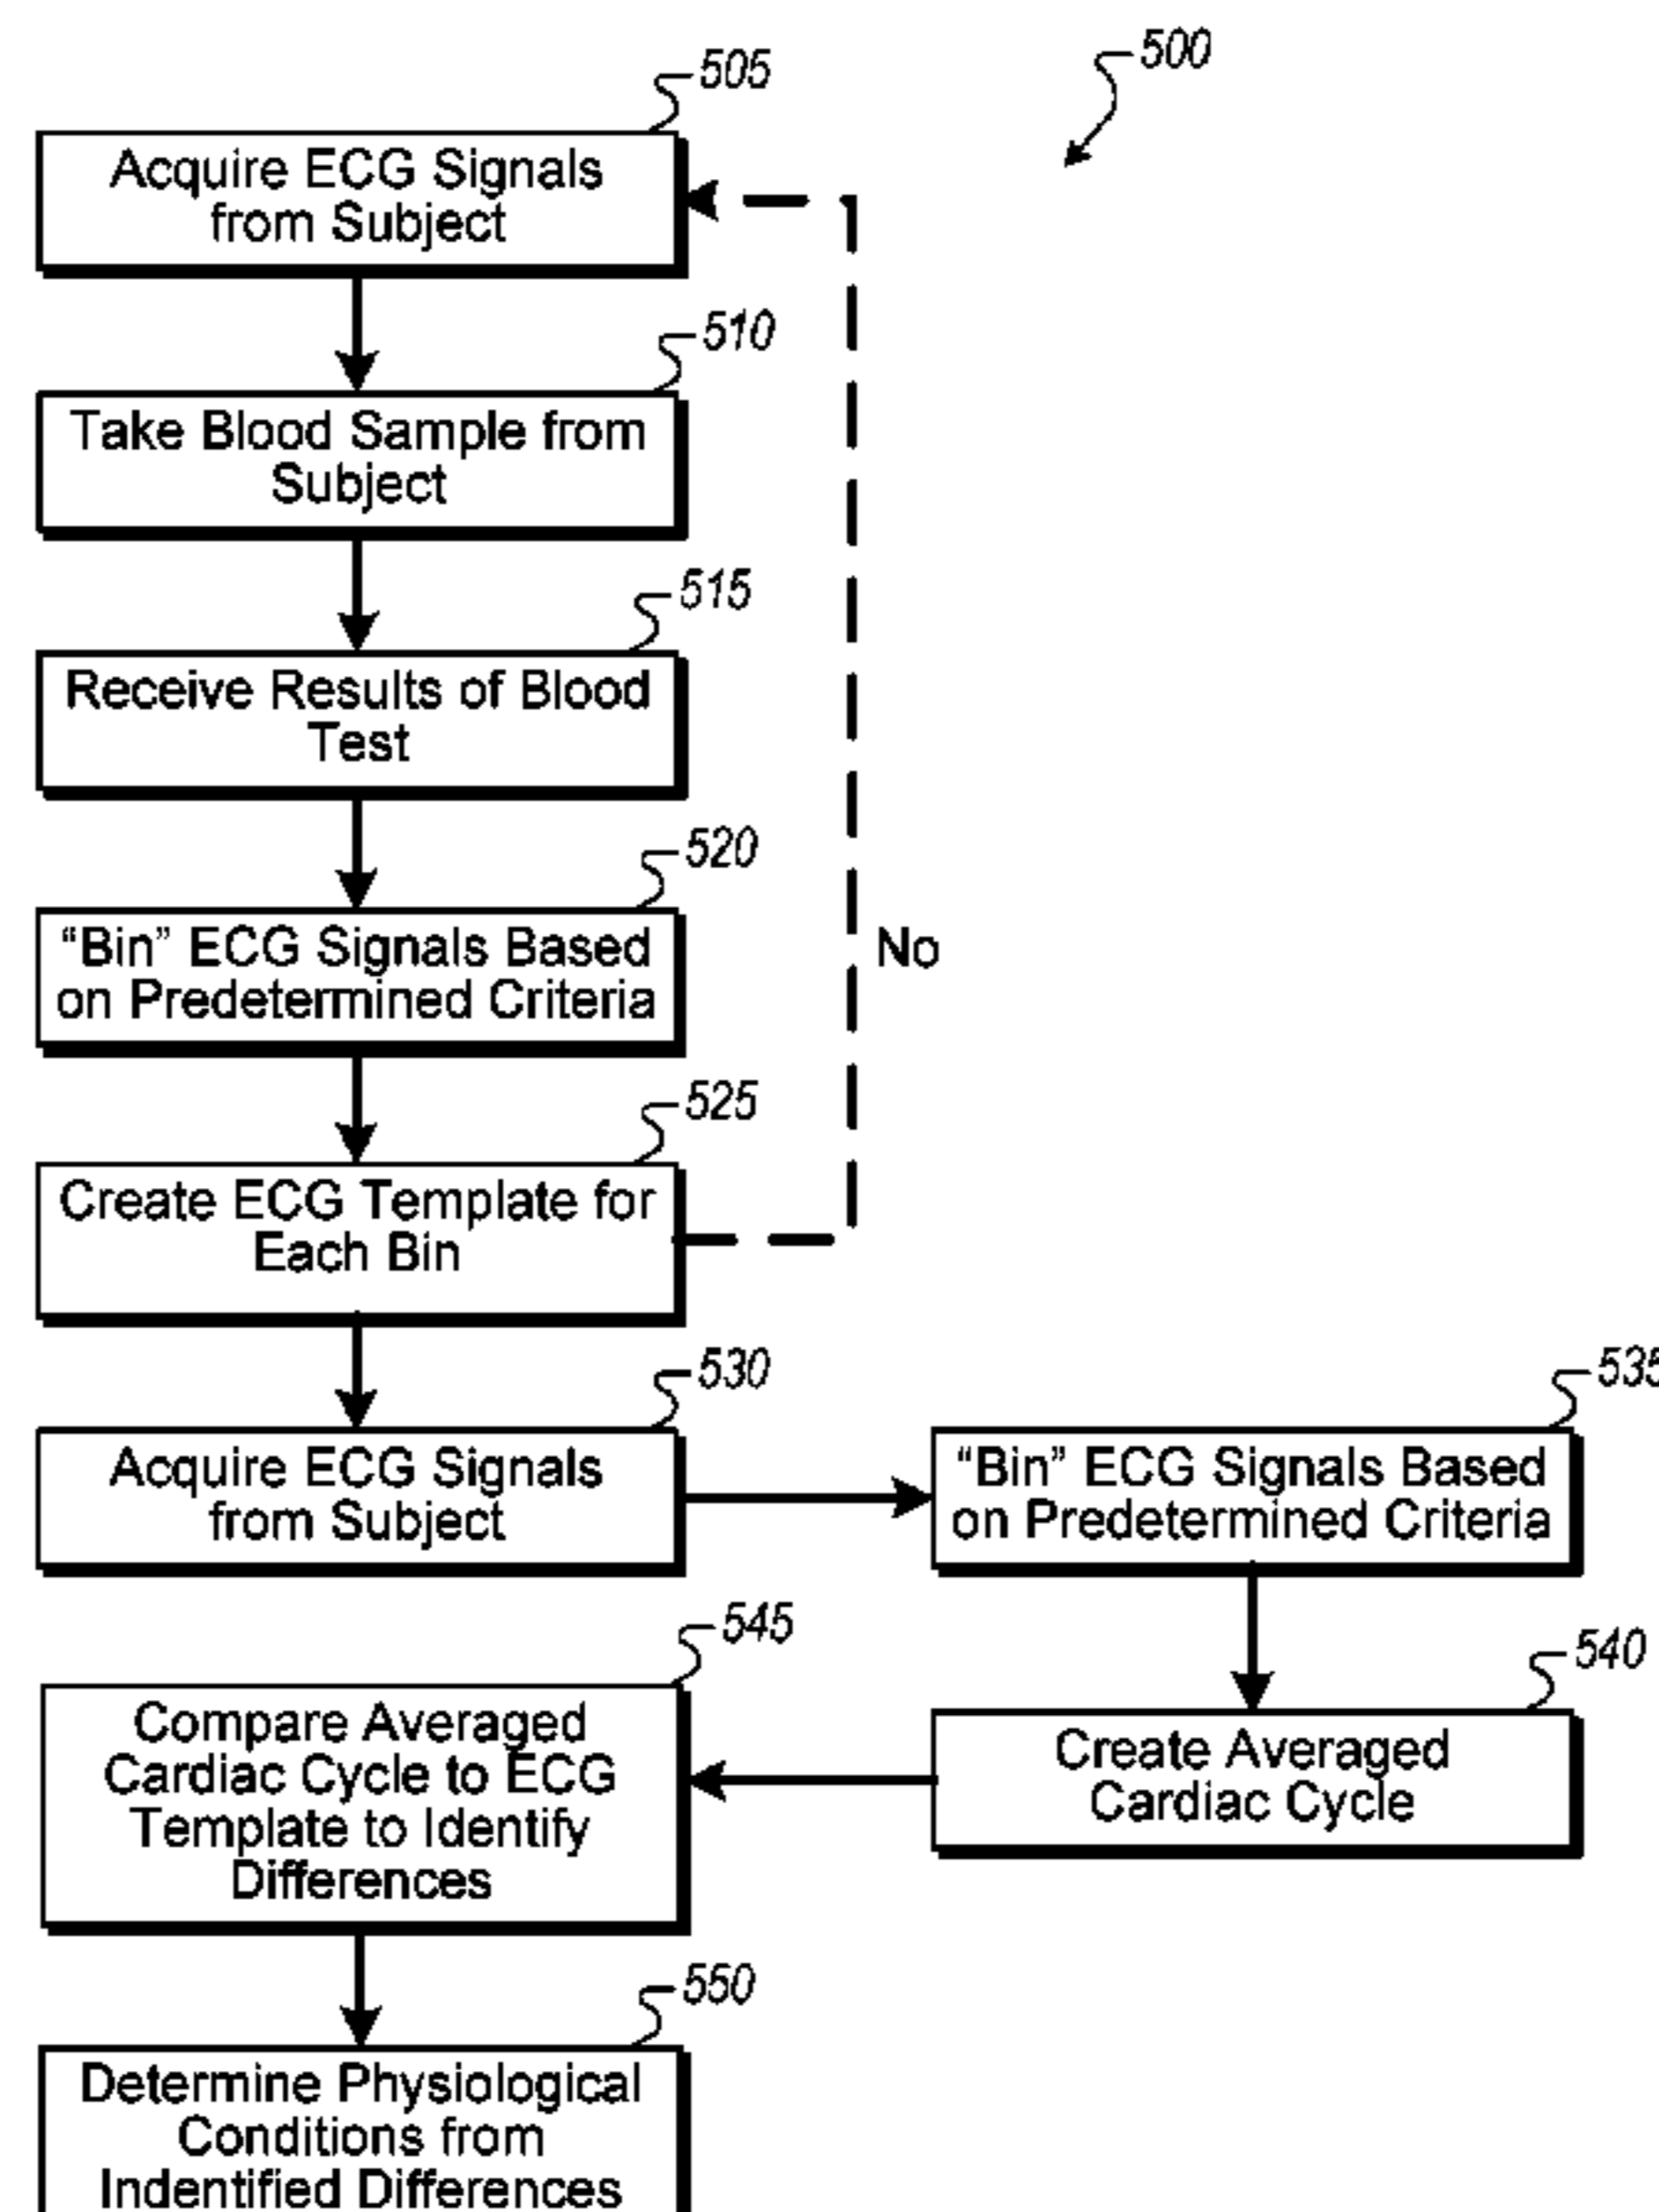 500
505
Acquire ECG Signals
from Subject
510
Take Blood Sample from
Subject
515
Receive Results of Blood
Test
520
“Bin” ECG Signals Based
on Predetermined Criteria
No
525
Create ECG Template for
Each Bin
530
Acquire ECG Signals
from Subject
535
“Bin” ECG Signals Based
on Predetermined Criteria
540
Create Averaged
Cardiac Cycle
545
Compare Averaged
Cardiac Cycle to ECG
Template to Identify
Differences
550
Determine Physiological
Conditions from
Indentified Differences